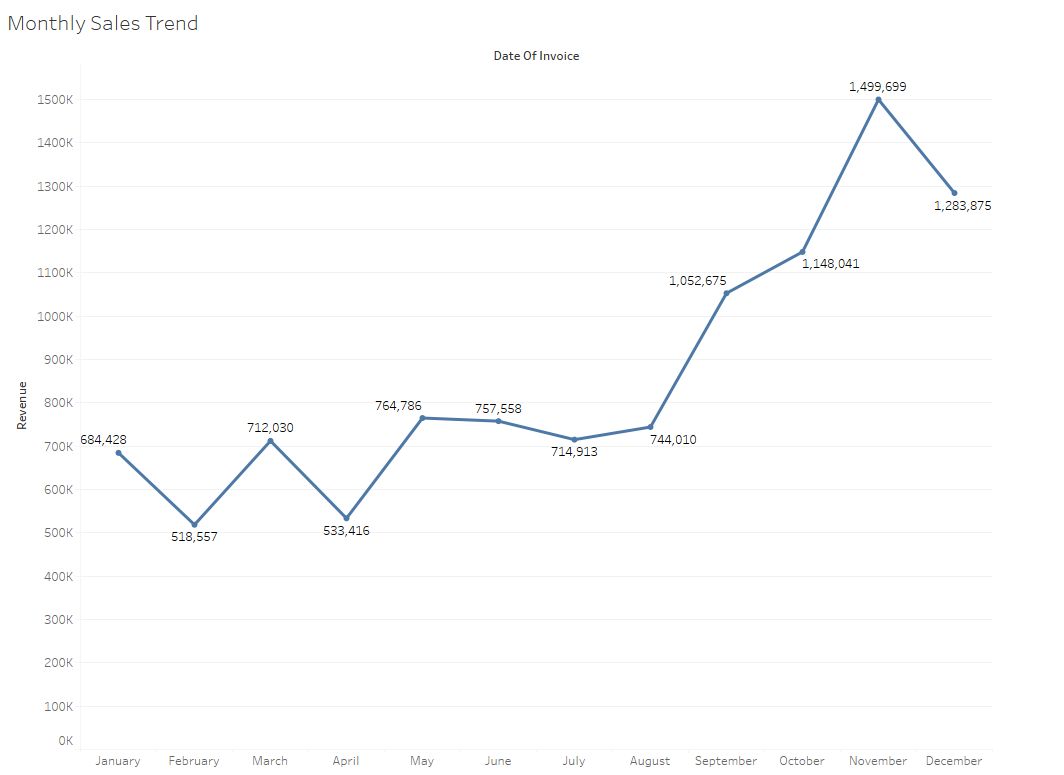 Monthly Sales Trend
Date Of Invoice
Revenue
1500K
1400K
1300K
1200K
1100K
1000K
900K
800K
700K
600K
500K
400K
300K
200K
100K
0K
684,428
518,557
712,030
533,416
764,786
757,558
714,913
744,010
1,052,675
1,148,041
1,499,699
1,283,875
January February March April May June July August September October November December